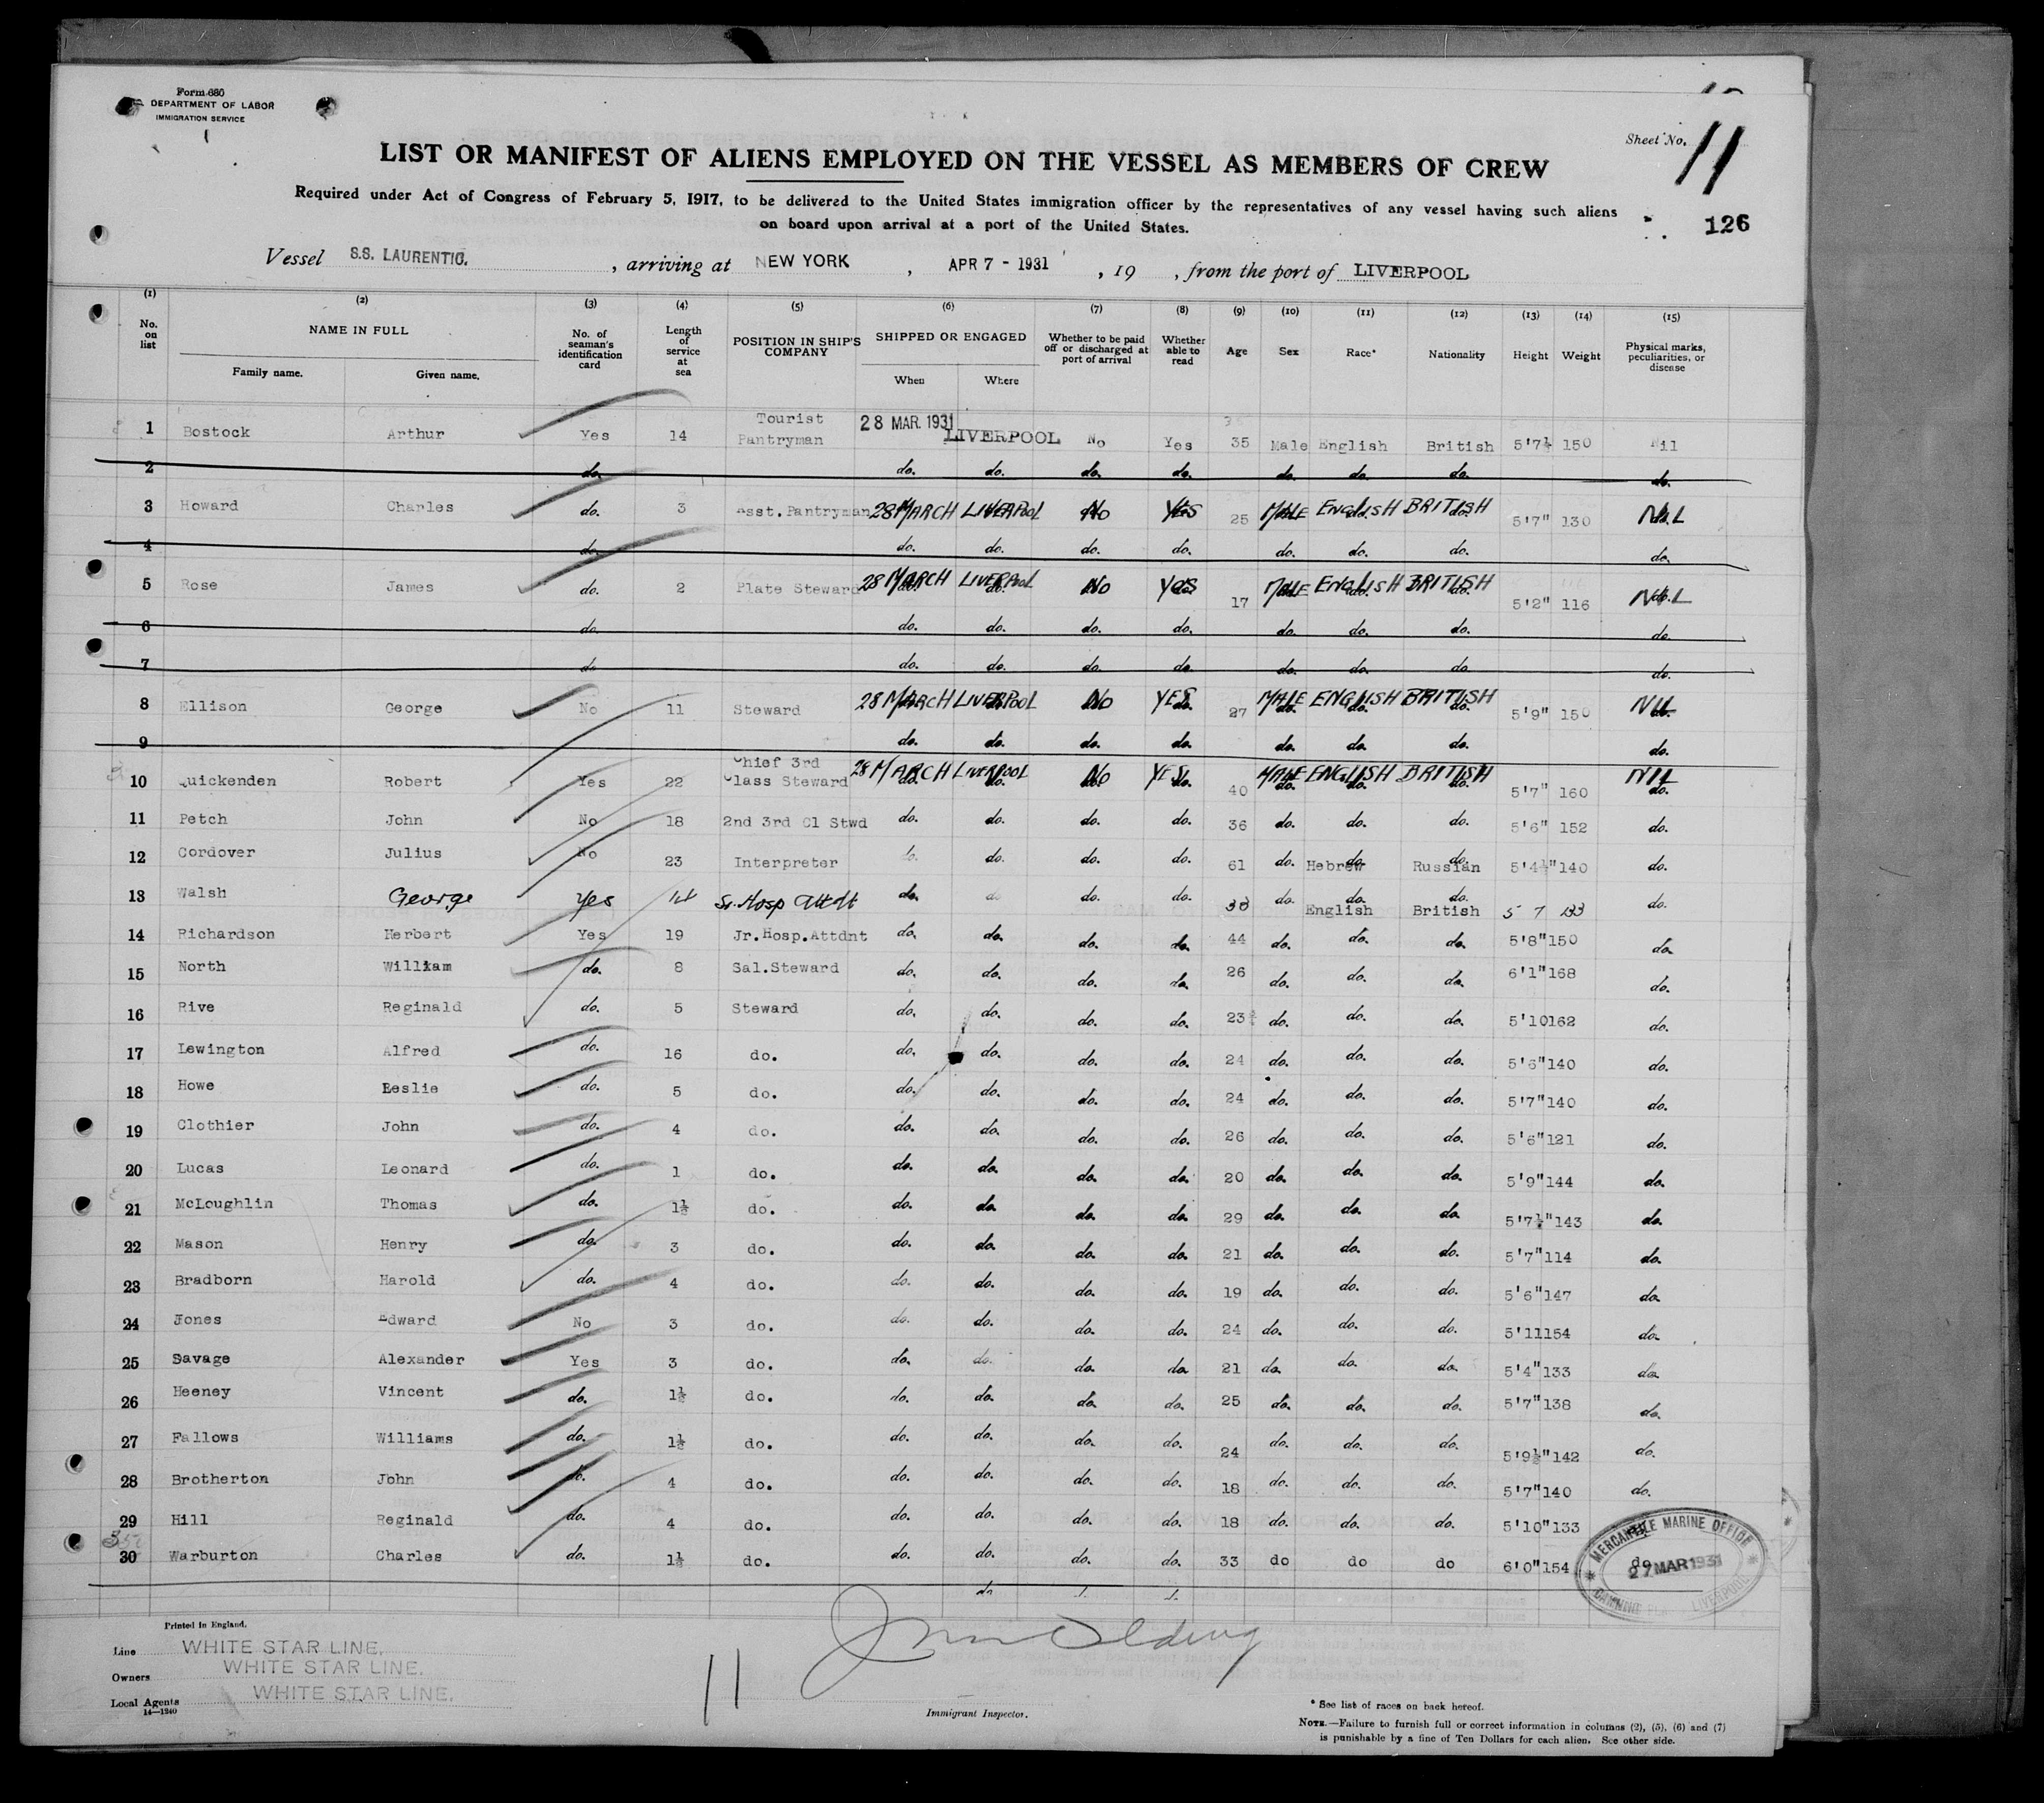 Form 680
DEPARTMENT OF LABOR
IMMIGRATION SERVICE
Sheet No. 11
LIST OR MANIFEST OF ALIENS EMPLOYED ON THE VESSEL AS MEMBERS OF CREW
Required under Act of Congress of February 5, 1917, to be delivered to the United States immigration officer by the representatives of any vessel having such aliens
on board upon arrival at a port of the United States.
126
Vessel S.S. LAURENTIC. , arriving at NEW YORK , APR 7 - 1931 , 19 , from the port of LIVERPOOL
(1) (2) (3) (4) (5) (6) (7) (8) (9) (10) (11) (12) (13) (14) (15)
No. on list NAME IN FULL Family name. Given name. No. of seaman's identification card Length of service at sea POSITION IN SHIP'S COMPANY SHIPPED OR ENGAGED When Where Whether to be paid off or discharged at port of arrival Whether able to read Age Sex Race* Nationality Height Weight Physical marks, peculiarities, or disease
1 Bostock Arthur Yes 14 Tourist Pantryman 28 MAR. 1931 LIVERPOOL No Yes 35 Male English British 5'7½ 150 Nil
2 do. do. do. do. do. do. do. do. do.
3 Howard Charles do. 3 Asst. Pantryman 28 MARCH LIVERPOOL No YES 25 MALE ENGLISH BRITISH 5'7" 130 NIL
4 do. do. do. do. do. do. do. do. do.
5 Rose James do. 2 Plate Steward 28 MARCH LIVERPOOL No YES 17 MALE ENGLISH BRITISH 5'2" 116 NIL
6 do. do. do. do. do. do. do. do. do.
7 do do. do. do. do. do. do. do do.
8 Ellison George No 11 Steward 28 MARCH LIVERPOOL No YES 27 MALE ENGLISH BRITISH 5'9" 150 NIL
9 do. do. do. do. do. do. do. do.
10 Quickenden Robert Yes 22 Chief 3rd Class Steward 28 MARCH LIVERPOOL No YES 40 MALE ENGLISH BRITISH 5'7" 160 NIL
11 Petch John No 18 2nd 3rd Cl Stwd do. do. do. do. 36 do. do. do. 5'6" 152 do.
12 Cordover Julius No 23 Interpreter do. do. do. do. 61 do. Hebrew Russian 5'4½" 140 do.
13 Walsh George Yes 14 Sr. Hosp Attdt do. do do. do. 38 do. English British 5 7 133 do.
14 Richardson Herbert Yes 19 Jr. Hosp. Attdnt do. do. do. do. 44 do. do. do. 5'8" 150 do.
15 North William do. 8 Sal. Steward do. do. do. do. 26 do. do. do. 6'1" 168 do.
16 Rive Reginald do. 5 Steward do. do. do. do. 23 do. do. do. 5'10 162 do.
17 Lewington Alfred do. 16 do. do. do. do. do. 24 do. do. do. 5'6" 140 do.
18 Howe Leslie do. 5 do. do. do. do. do. 24 do. do. do. 5'7" 140 do.
19 Clothier John do. 4 do. do. do. do. do. 26 do. do. do. 5'6" 121 do.
20 Lucas Leonard do. 1 do. do. do. do. do. 20 do. do. do. 5'9" 144 do.
21 McLoughlin Thomas do. 1½ do. do. do. do. do. 29 do. do. do. 5'7½" 143 do.
22 Mason Henry do. 3 do. do. do. do. do. 21 do. do. do. 5'7" 114 do.
23 Bradborn Harold do. 4 do. do. do. do. do. 19 do. do. do. 5'6" 147 do.
24 Jones Edward No 3 do. do. do. do. do. 24 do. do. do. 5'11 154 do.
25 Savage Alexander Yes 3 do. do. do. do. do. 21 do. do. do. 5'4" 133 do.
26 Heeney Vincent do. 1½ do. do. do. do. do. 25 do. do. do. 5'7" 138 do.
27 Fallows Williams do. 1½ do. do. do. do. do. 24 do. do. do. 5'9½" 142 do.
28 Brotherton John do. 4 do. do. do. do. do. 18 do. do. do. 5'7" 140 do.
29 Hill Reginald do. 4 do. do. do. do. do. 18 do. do. do. 5'10" 133
30 Warburton Charles do. 1½ do. do. do. do. do. 33 do do do 6'0" 154 do
do
MERCANTILE MARINE OFFICE
27 MAR 1931
CANNING PLACE LIVERPOOL
Printed in England.
Line WHITE STAR LINE.
Owners WHITE STAR LINE.
Local Agents WHITE STAR LINE.
14—1240
11
Immigrant Inspector.
* See list of races on back hereof.
NOTE.—Failure to furnish full or correct information in columns (2), (5), (6) and (7)
is punishable by a fine of Ten Dollars for each alien. See other side.